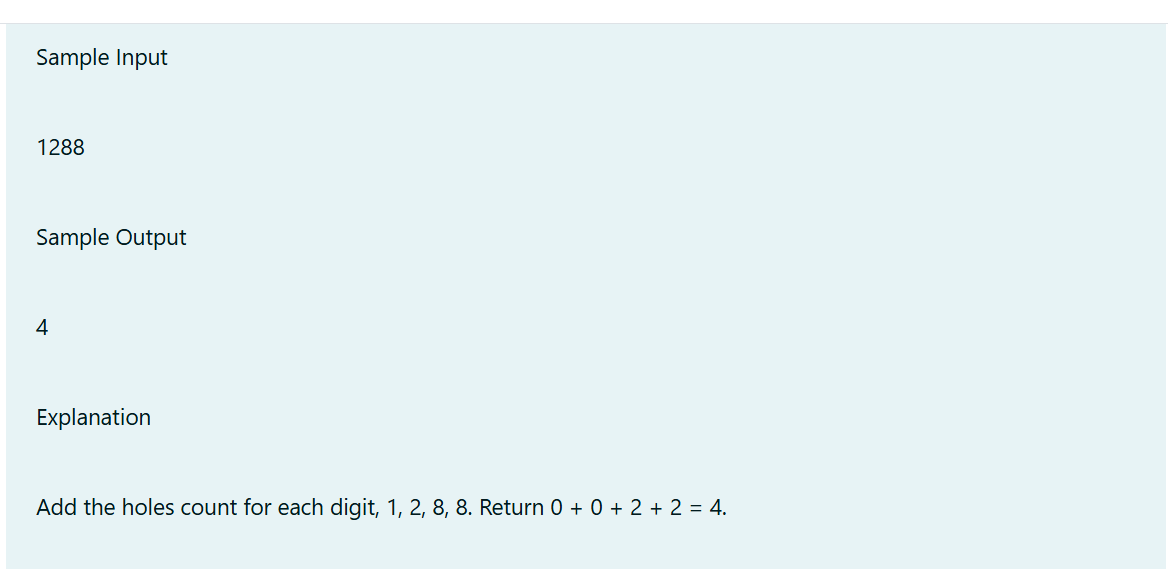 Sample Input
1288
Sample Output
4
Explanation
Add the holes count for each digit, 1, 2, 8, 8. Return 0 + 0 + 2 + 2 = 4.